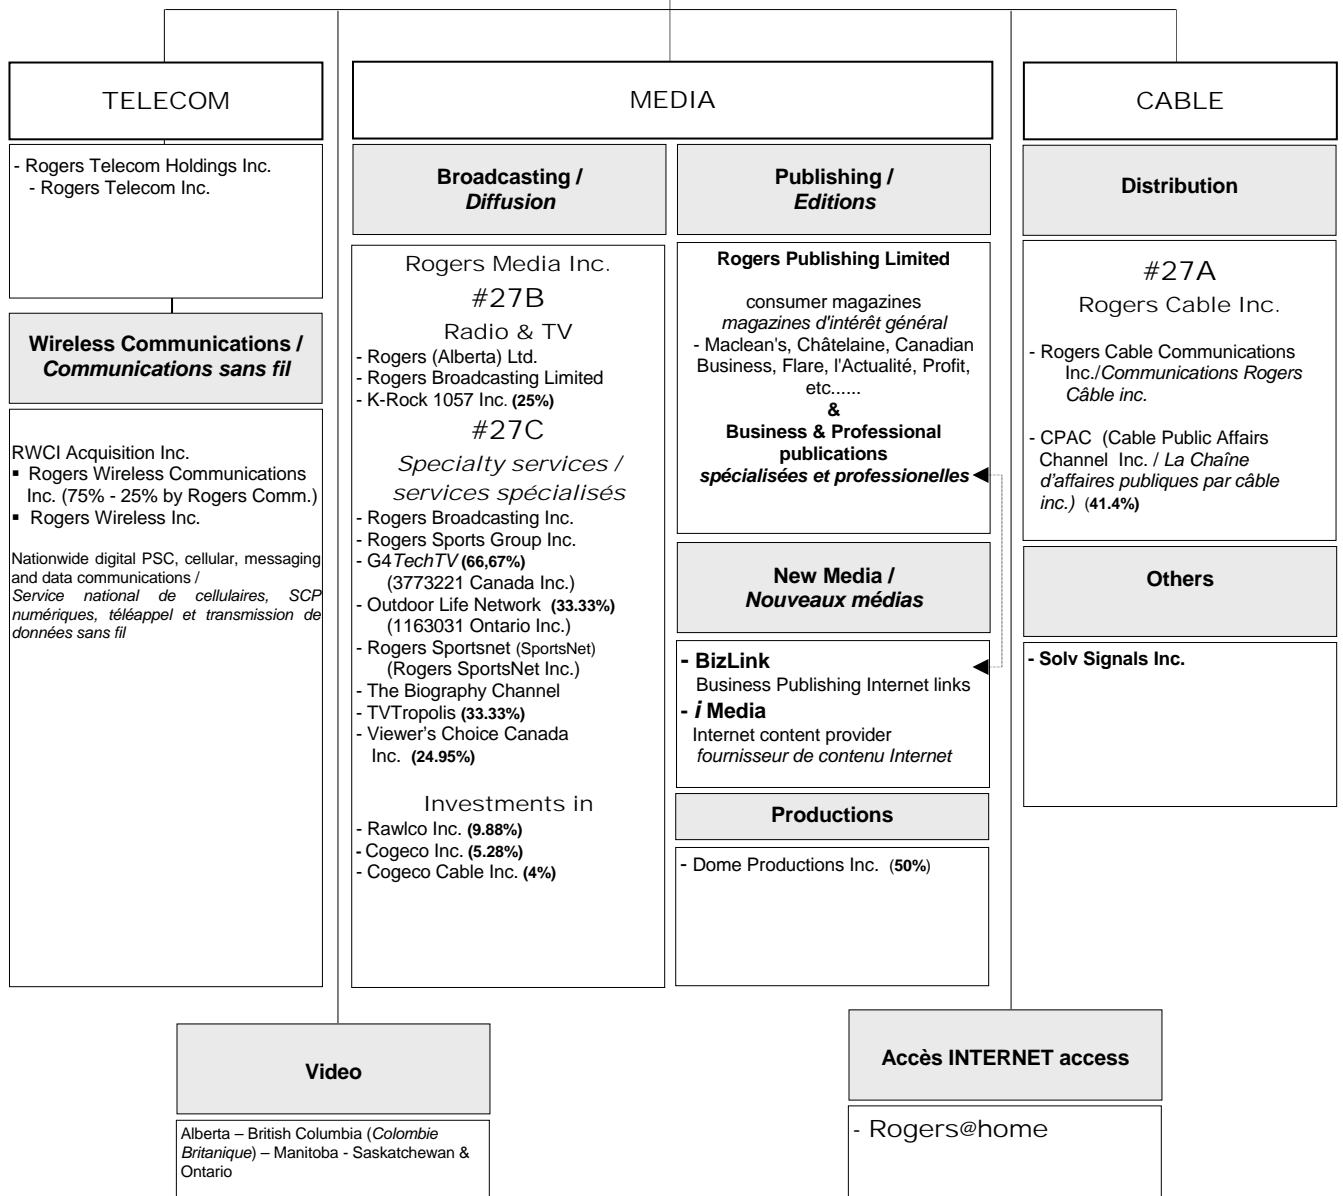 TELECOM
- Rogers Telecom Holdings Inc.
- Rogers Telecom Inc.
Wireless Communications /
Communications sans fil
RWCI Acquisition Inc.
▪ Rogers Wireless Communications
Inc. (75% - 25% by Rogers Comm.)
▪ Rogers Wireless Inc.
Nationwide digital PSC, cellular, messaging
and data communications /
Service national de cellulaires, SCP
numériques, téléappel et transmission de
données sans fil
MEDIA
Broadcasting /
Diffusion
Rogers Media Inc.
#27B
Radio & TV
- Rogers (Alberta) Ltd.
- Rogers Broadcasting Limited
- K-Rock 1057 Inc. (25%)
#27C
Specialty services /
services spécialisés
- Rogers Broadcasting Inc.
- Rogers Sports Group Inc.
- G4TechTV (66,67%)
(3773221 Canada Inc.)
- Outdoor Life Network (33.33%)
(1163031 Ontario Inc.)
- Rogers Sportsnet (SportsNet)
(Rogers SportsNet Inc.)
- The Biography Channel
- TVTropolis (33.33%)
- Viewer's Choice Canada
Inc. (24.95%)
Investments in
- Rawlco Inc. (9.88%)
- Cogeco Inc. (5.28%)
- Cogeco Cable Inc. (4%)
Publishing /
Editions
Rogers Publishing Limited
consumer magazines
magazines d'intérêt général
- Maclean's, Châtelaine, Canadian
Business, Flare, l'Actualité, Profit,
etc......
&
Business & Professional
publications
spécialisées et professionelles
New Media /
Nouveaux médias
- BizLink
Business Publishing Internet links
- i Media
Internet content provider
fournisseur de contenu Internet
Productions
- Dome Productions Inc. (50%)
CABLE
Distribution
#27A
Rogers Cable Inc.
- Rogers Cable Communications
Inc./Communications Rogers
Câble inc.
- CPAC (Cable Public Affairs
Channel Inc. / La Chaîne
d'affaires publiques par câble
inc.) (41.4%)
Others
- Solv Signals Inc.
Video
Alberta – British Columbia (Colombie
Britanique) – Manitoba - Saskatchewan &
Ontario
Accès INTERNET access
- Rogers@home